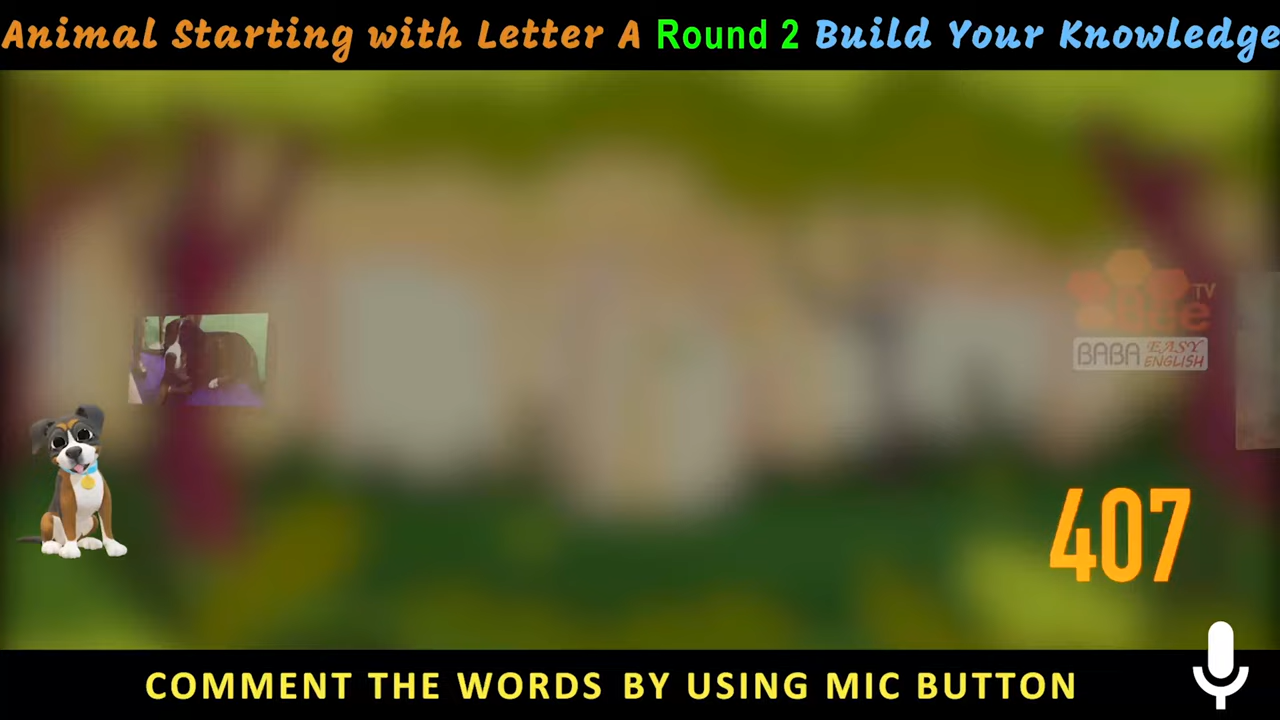 Animal Starting with Letter A Round 2 Build Your Knowledge
TV
BABA EASY ENGLISH
407
COMMENT THE WORDS BY USING MIC BUTTON